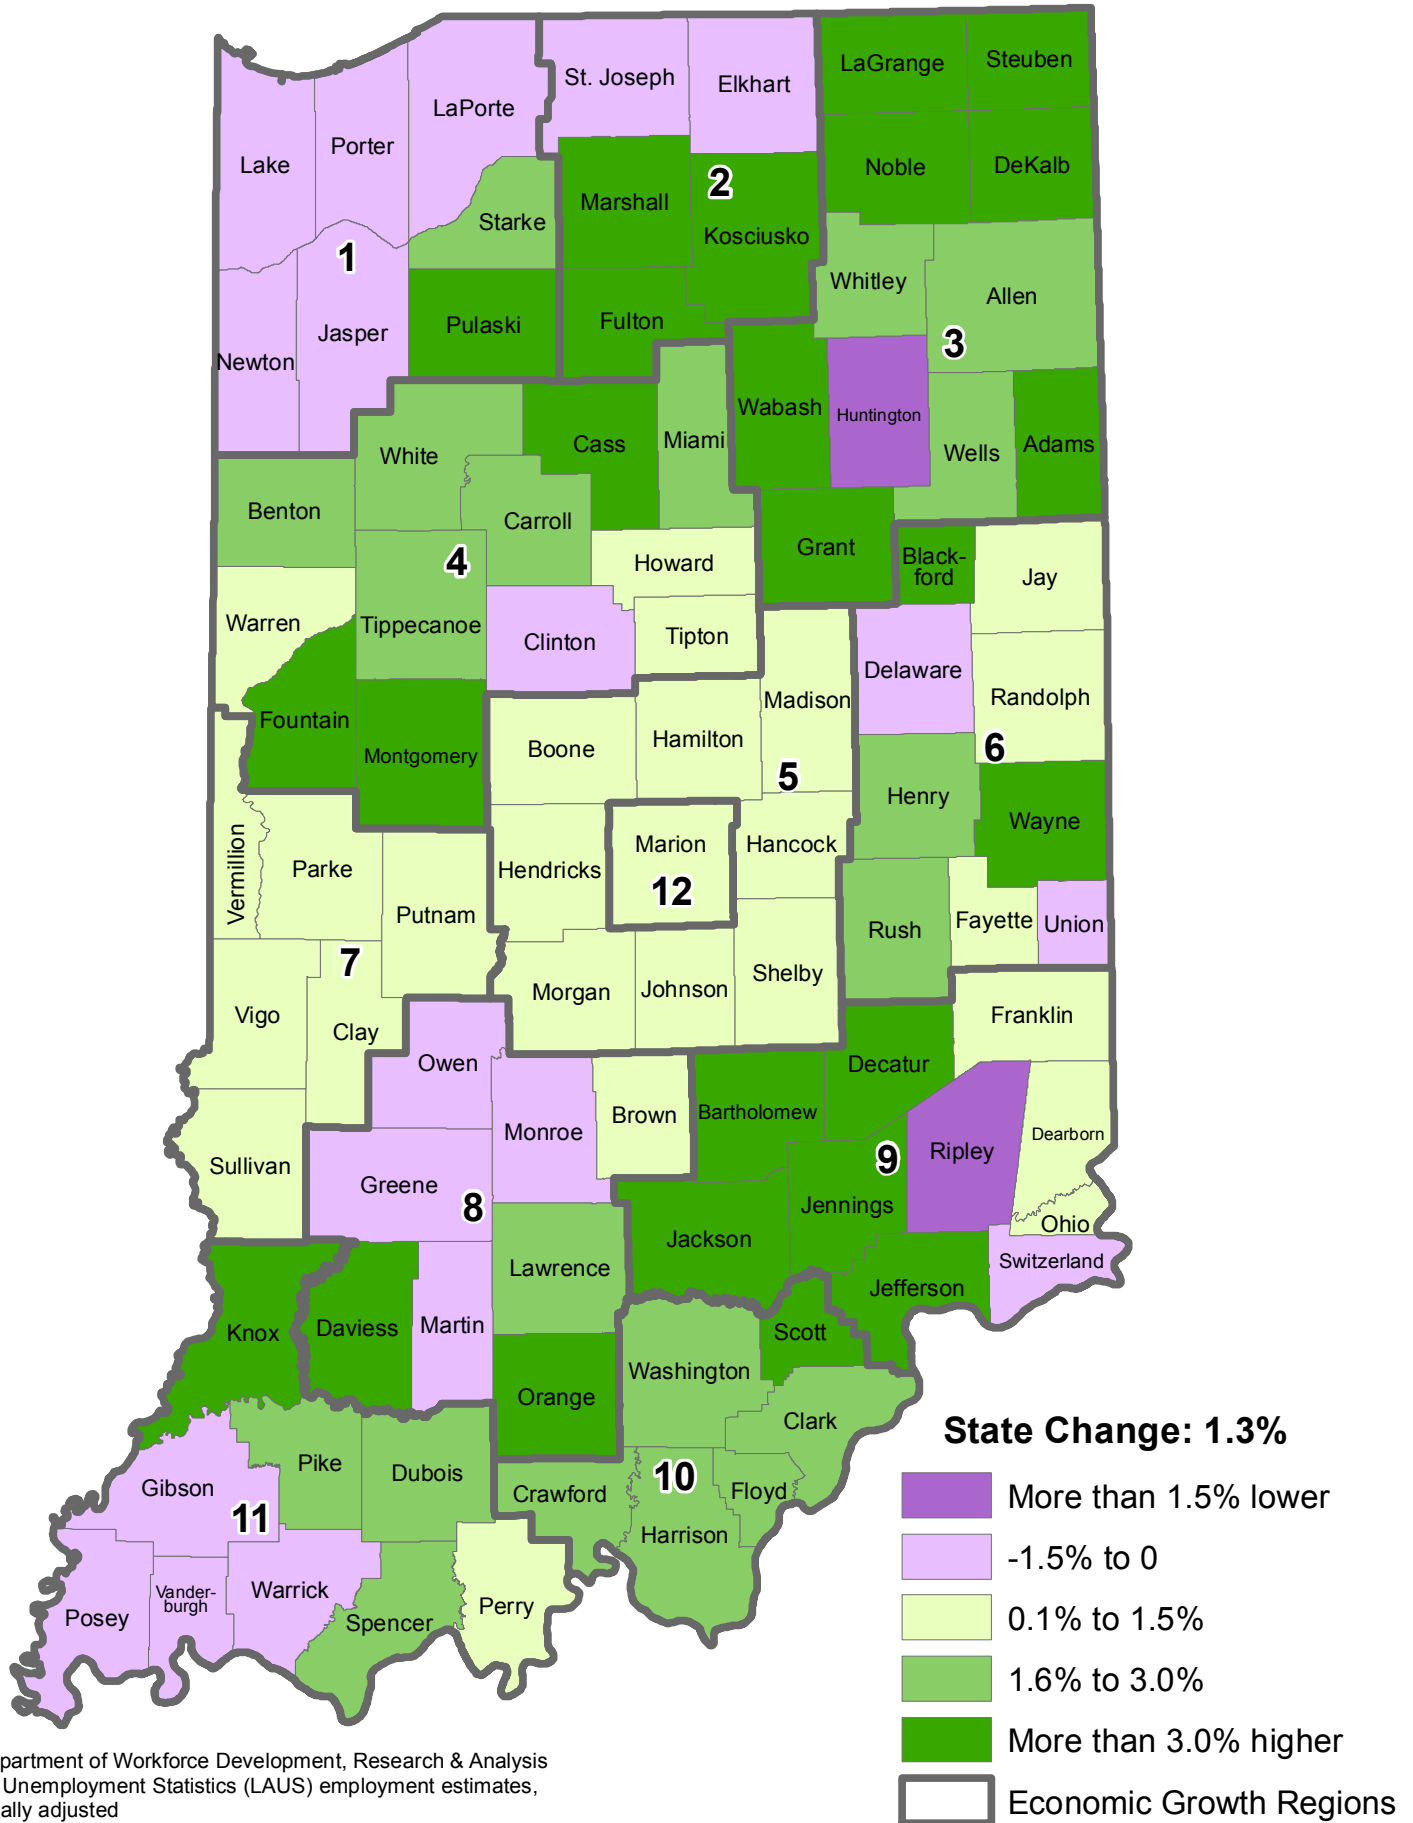 St. Joseph
Elkhart
LaGrange
Steuben
LaPorte
Porter
Lake
Noble
DeKalb
2
Marshall
Starke
Kosciusko
1
Whitley
Allen
Jasper
Pulaski
Fulton
3
Newton
Wabash
Huntington
Cass
Miami
Adams
White
Wells
Benton
Carroll
Grant
4
Howard
Black-
ford
Jay
Warren
Tippecanoe
Clinton
Tipton
Delaware
Randolph
Madison
Fountain
Montgomery
Boone
Hamilton
6
5
Henry
Wayne
Vermillion
Parke
Hendricks
Marion
Hancock
12
Putnam
Rush
Fayette
Union
7
Morgan
Johnson
Shelby
Vigo
Clay
Franklin
Owen
Decatur
Monroe
Brown
Bartholomew
Dearborn
Sullivan
Greene
9
Ripley
8
Jennings
Jackson
Ohio
Lawrence
Switzerland
Jefferson
Knox
Daviess
Martin
Scott
Washington
Orange
Clark
Pike
Dubois
10
Gibson
Crawford
Floyd
11
Harrison
Posey
Vander-
burgh
Warrick
Spencer
Perry
State Change: 1.3%
More than 1.5% lower
-1.5% to 0
0.1% to 1.5%
1.6% to 3.0%
More than 3.0% higher
Economic Growth Regions
partment of Workforce Development, Research & Analysis
Unemployment Statistics (LAUS) employment estimates,
ally adjusted